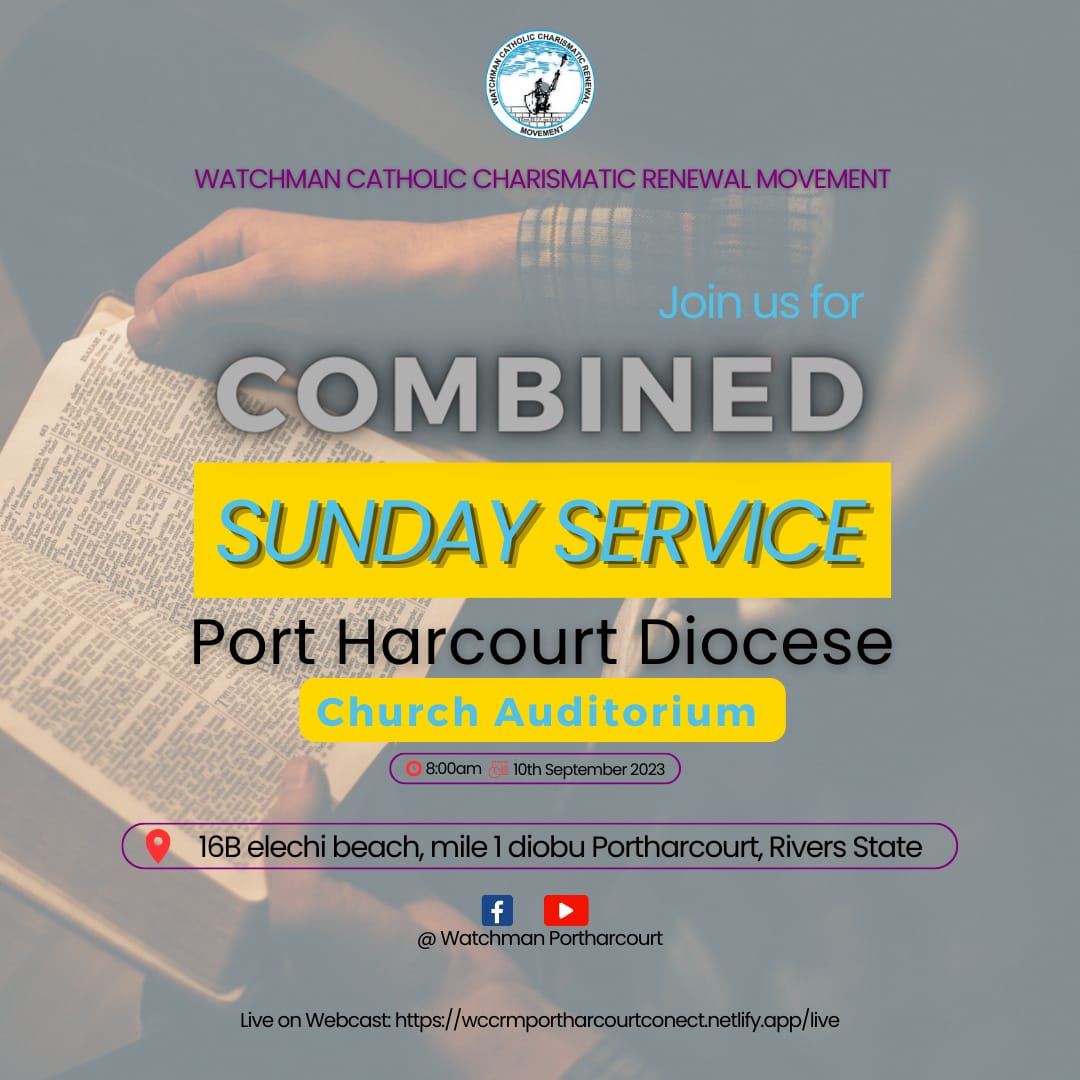 WATCHMAN CATHOLIC CHARISMATIC RENEWAL
MOVEMENT
WATCHMAN CATHOLIC CHARISMATIC RENEWAL MOVEMENT
Join us for
COMBINED
SUNDAY SERVICE
Port Harcourt Diocese
Church Auditorium
8:00am 10th September 2023
16B elechi beach, mile 1 diobu Portharcourt, Rivers State
@ Watchman Portharcourt
Live on Webcast: https://wccrmportharcourtconect.netlify.app/live